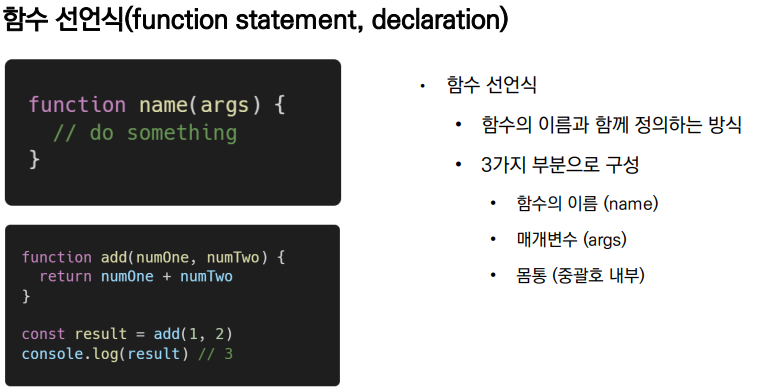 함수 선언식(function statement, declaration)
function name(args) {
  // do something
}
function add(numOne, numTwo) {
  return numOne + numTwo
}
const result = add(1, 2)
console.log(result) // 3
• 함수 선언식
• 함수의 이름과 함께 정의하는 방식
• 3가지 부분으로 구성
• 함수의 이름 (name)
• 매개변수 (args)
• 몸통 (중괄호 내부)